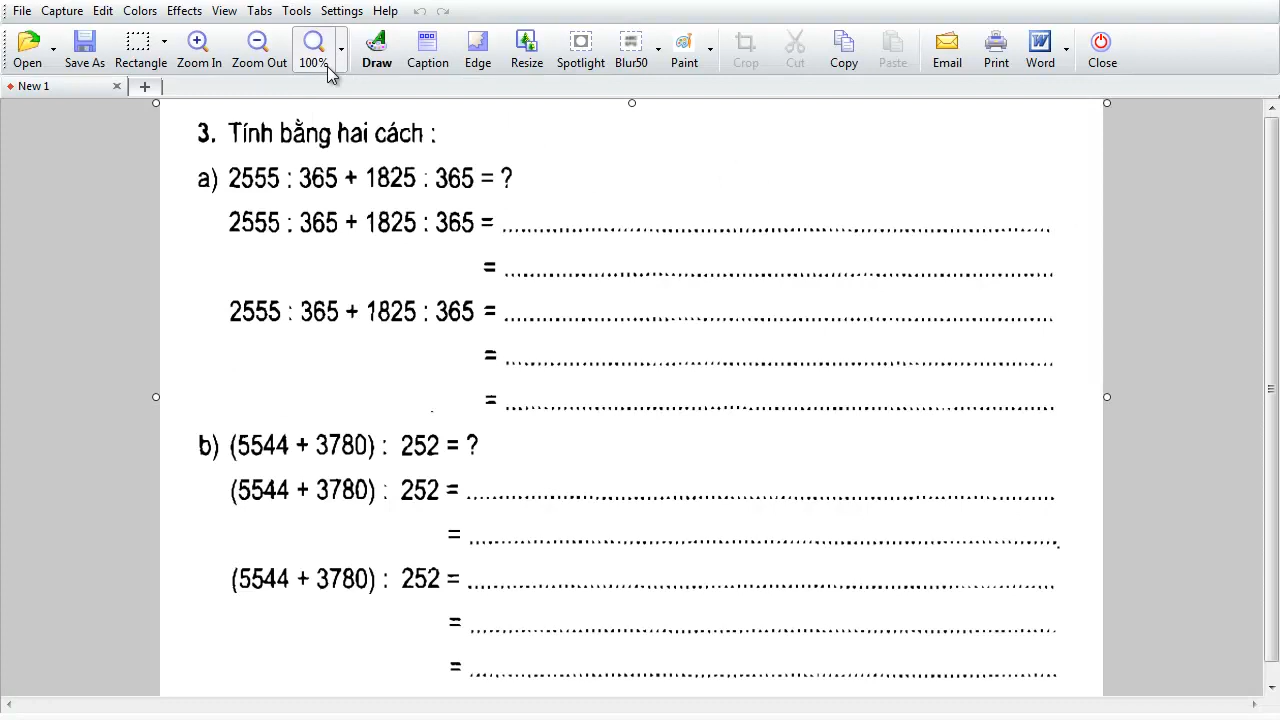 File Capture Edit Colors Effects View Tabs Tools Settings Help
Open Save As Rectangle Zoom In Zoom Out 100% Draw Caption Edge Resize Spotlight Blur50 Paint Crop Cut Copy Paste Email Print Word Close
New 1
3. Tính bằng hai cách :
a) 2555 : 365 + 1825 : 365 = ?
2555 : 365 + 1825 : 365 = ....................
= ....................
2555 : 365 + 1825 : 365 = ....................
= ....................
= ....................
b) (5544 + 3780) : 252 = ?
(5544 + 3780) : 252 = ....................
= ....................
(5544 + 3780) : 252 = ....................
= ....................
= ....................